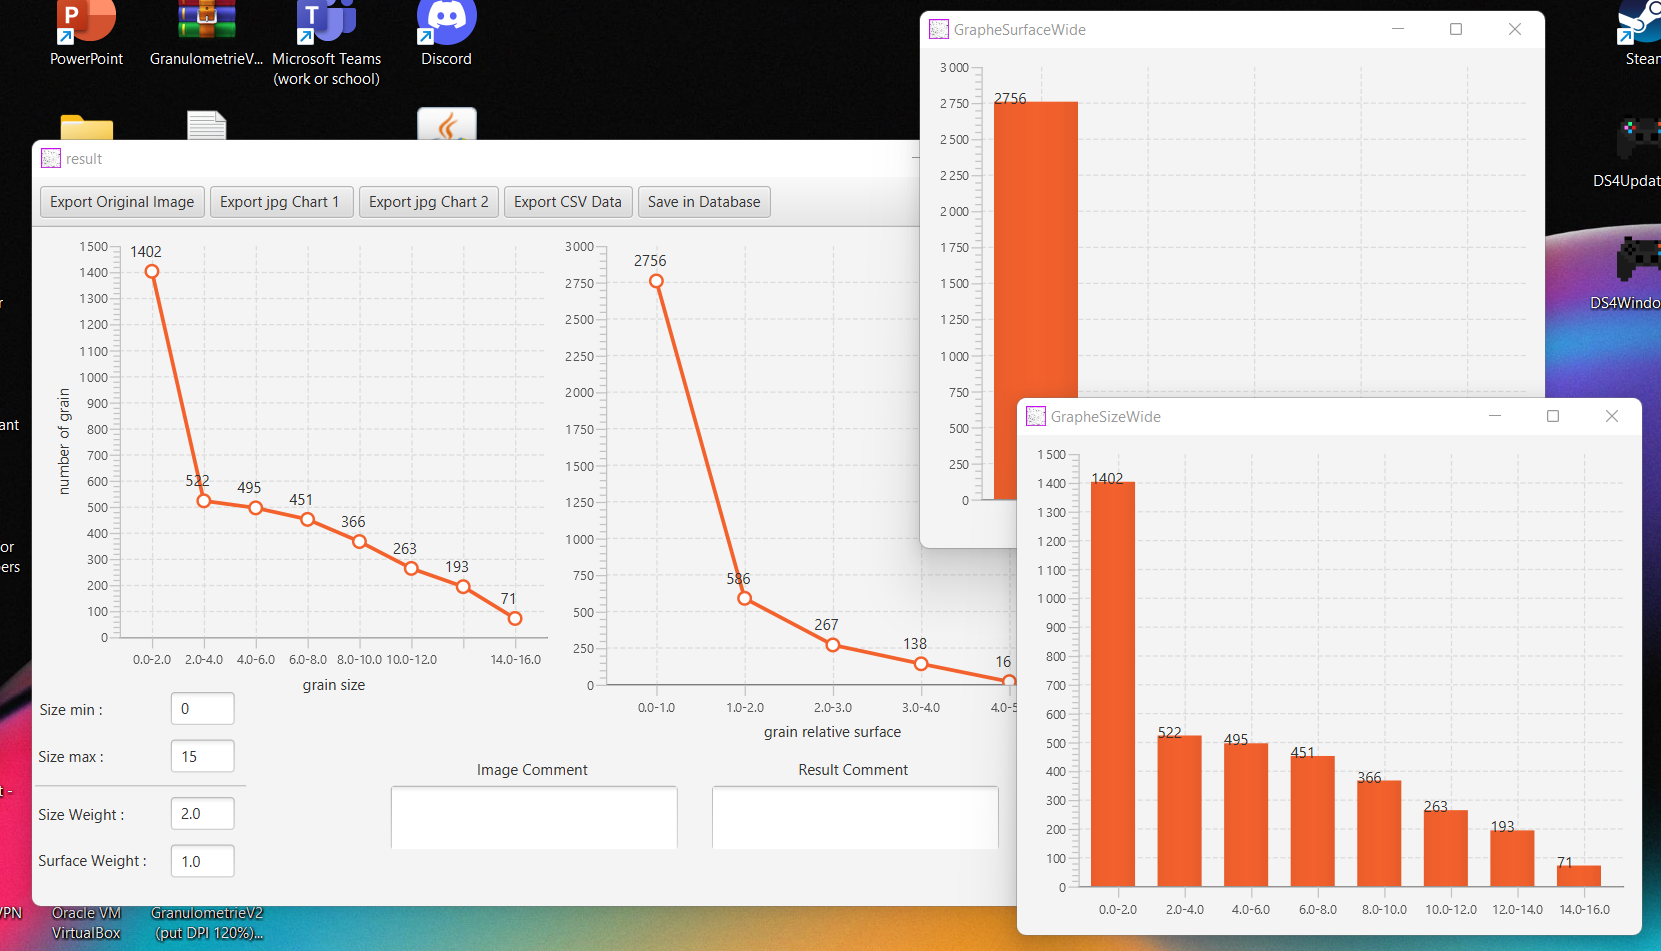 PowerPoint
GranulometrieV...
Microsoft Teams
(work or school)
Discord
Steam
DS4Updat
DS4Windo
r
ant
or
ers
t -
VPN
Oracle VM
VirtualBox
GranulometrieV2
(put DPI 120%)...
result
Export Original Image
Export jpg Chart 1
Export jpg Chart 2
Export CSV Data
Save in Database
number of grain
1500
1400
1300
1200
1100
1000
900
800
700
600
500
400
300
200
100
0
1402
522
495
451
366
263
193
71
0.0-2.0 2.0-4.0 4.0-6.0 6.0-8.0 8.0-10.0 10.0-12.0 14.0-16.0
grain size
3000
2750
2500
2250
2000
1750
1500
1250
1000
750
500
250
0
2756
586
267
138
16
0.0-1.0 1.0-2.0 2.0-3.0 3.0-4.0 4.0-5
grain relative surface
Size min : 0
Size max : 15
Size Weight : 2.0
Surface Weight : 1.0
Image Comment
Result Comment
GrapheSurfaceWide
3 000
2 750
2 500
2 250
2 000
1 750
1 500
1 250
1 000
750
500
250
0
2756
GrapheSizeWide
1 500
1 400
1 300
1 200
1 100
1 000
900
800
700
600
500
400
300
200
100
0
1402
522
495
451
366
263
193
71
0.0-2.0 2.0-4.0 4.0-6.0 6.0-8.0 8.0-10.0 10.0-12.0 12.0-14.0 14.0-16.0